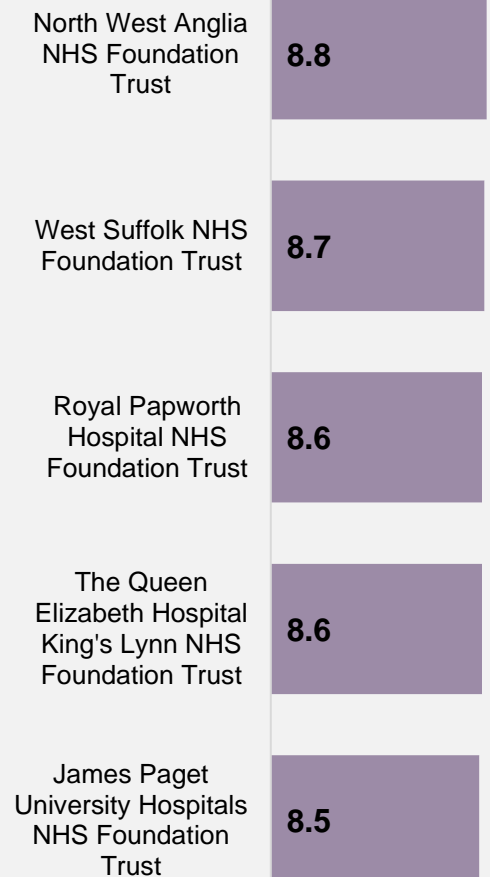 North West Anglia
NHS Foundation
Trust
8.8
West Suffolk NHS
Foundation Trust
8.7
Royal Papworth
Hospital NHS
Foundation Trust
8.6
The Queen
Elizabeth Hospital
King's Lynn NHS
Foundation Trust
8.6
James Paget
University Hospitals
NHS Foundation
Trust
8.5